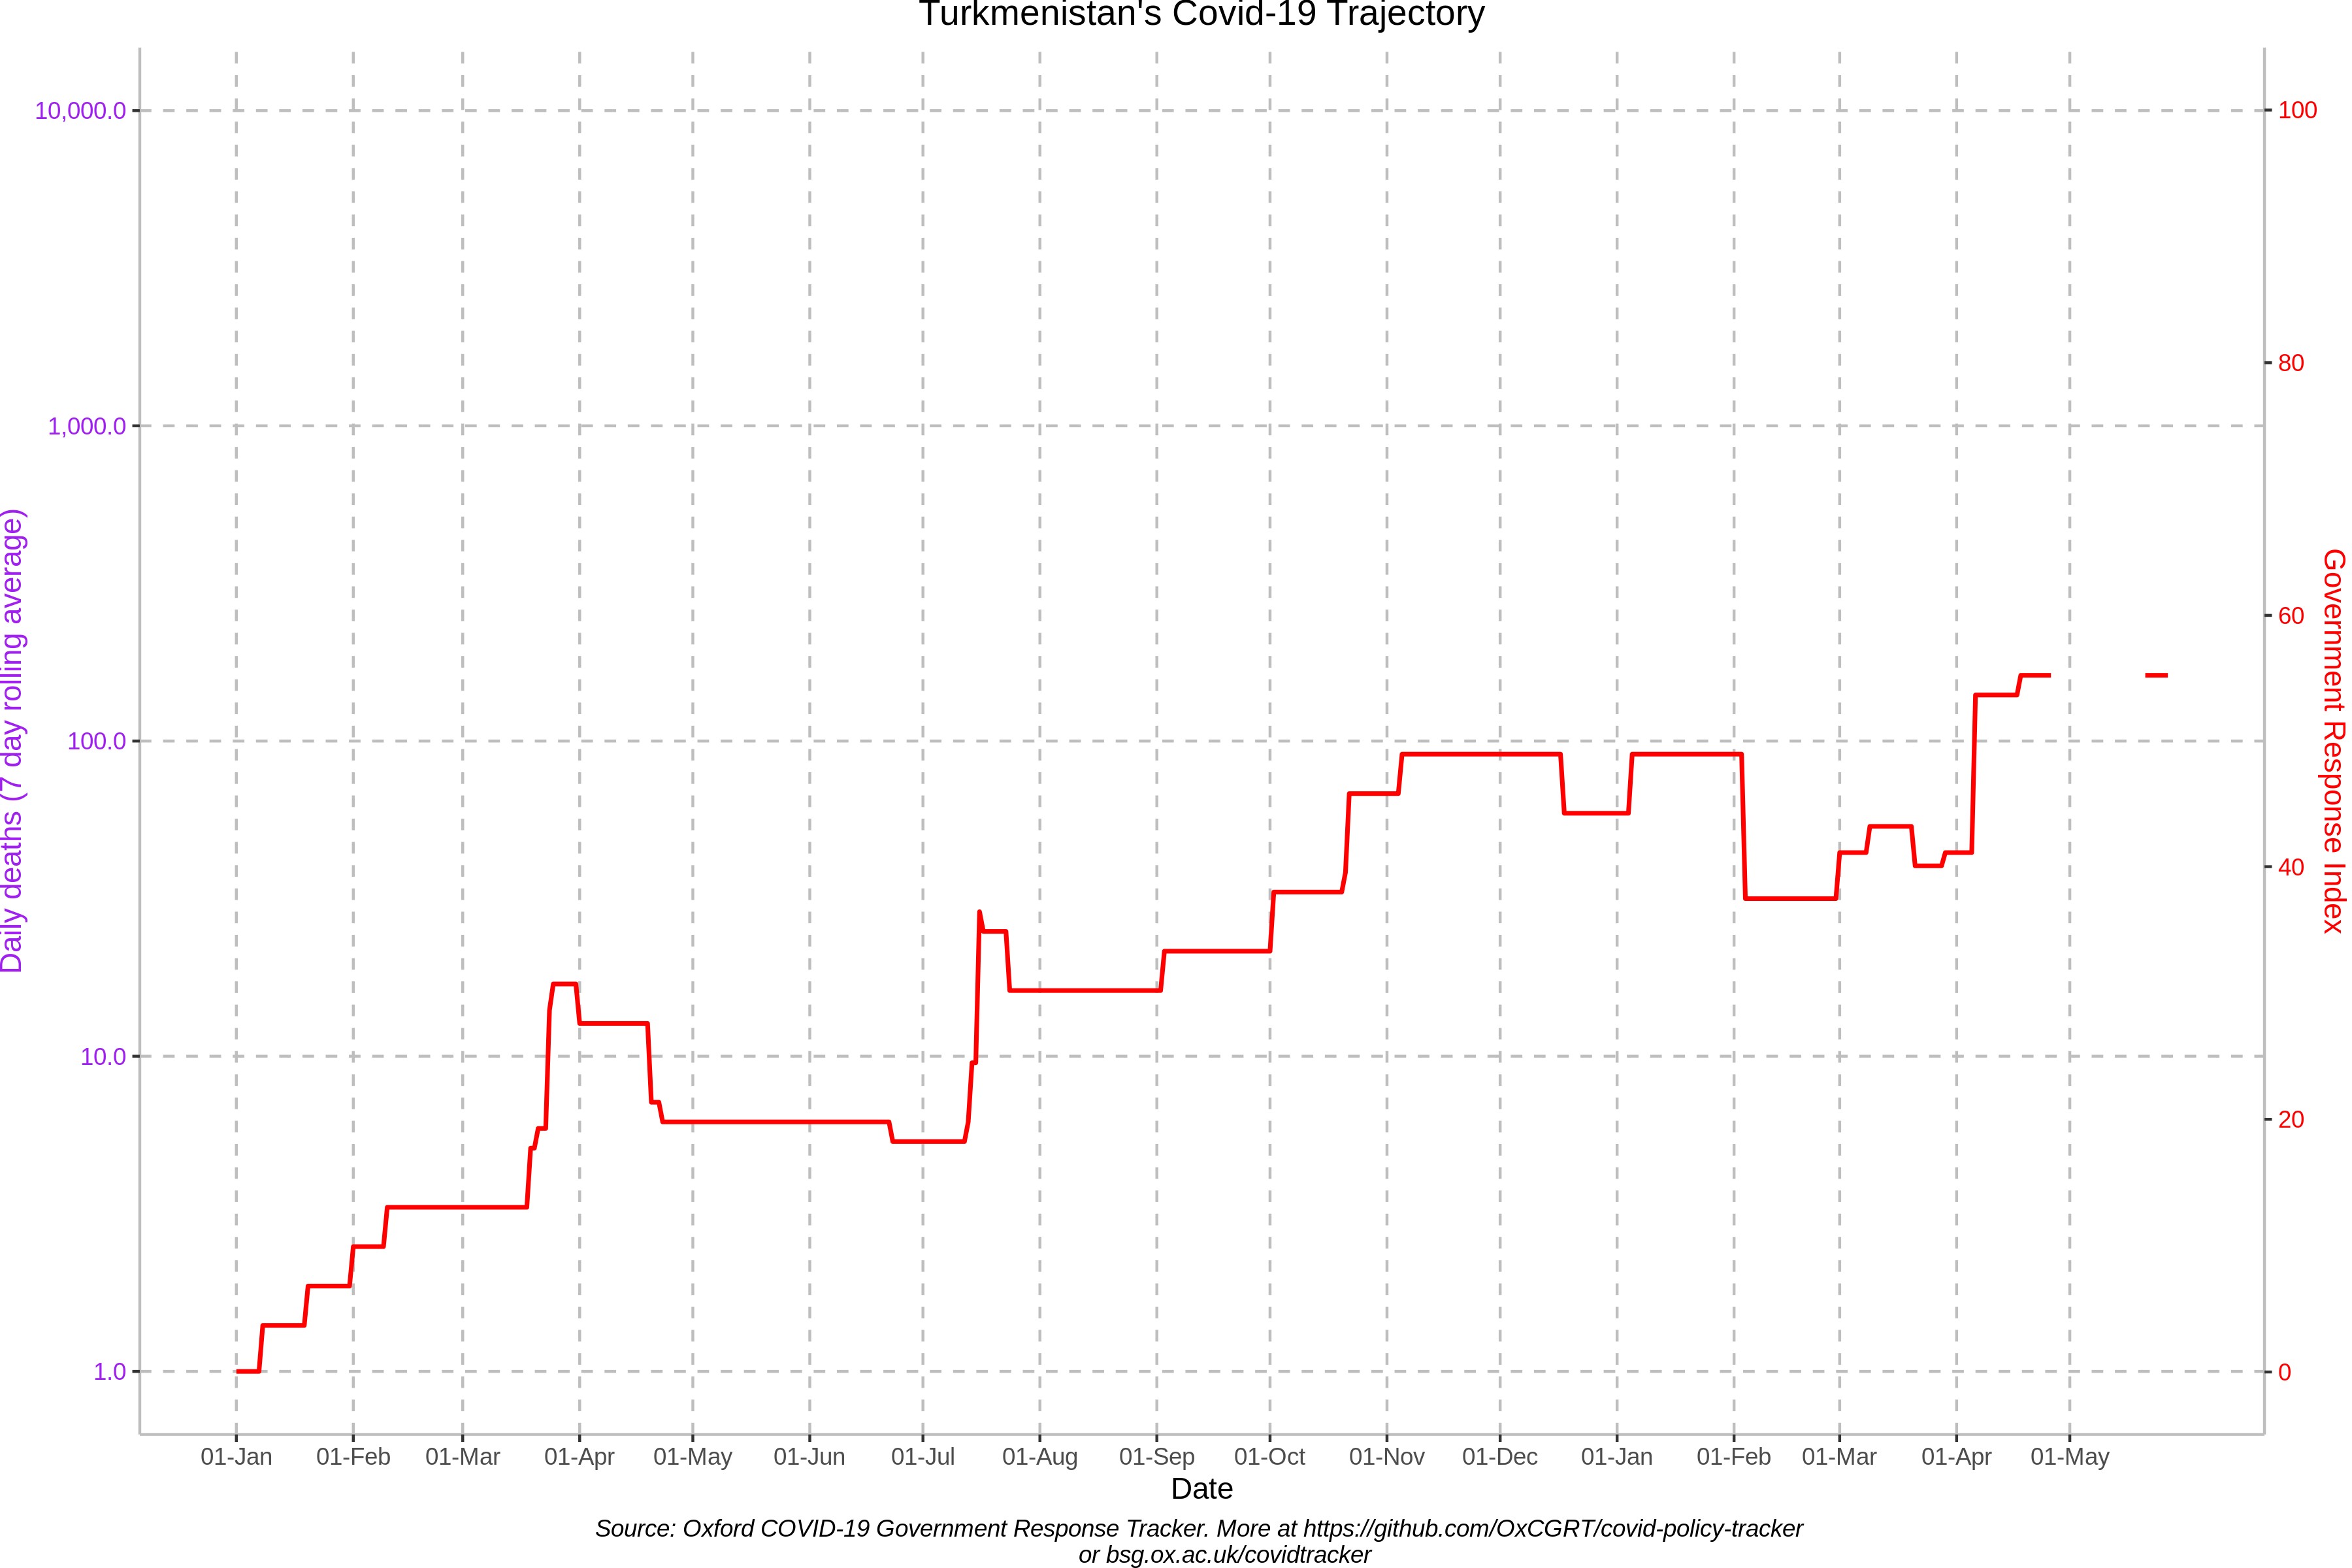 Turkmenistan's Covid-19 Trajectory
10,000.0
1,000.0
100.0
10.0
1.0
Daily deaths (7 day rolling average)
100
80
60
40
20
0
Government Response Index
01-Jan 01-Feb 01-Mar 01-Apr 01-May 01-Jun 01-Jul 01-Aug 01-Sep 01-Oct 01-Nov 01-Dec 01-Jan 01-Feb 01-Mar 01-Apr 01-May
Date
Source: Oxford COVID-19 Government Response Tracker. More at https://github.com/OxCGRT/covid-policy-tracker
or bsg.ox.ac.uk/covidtracker